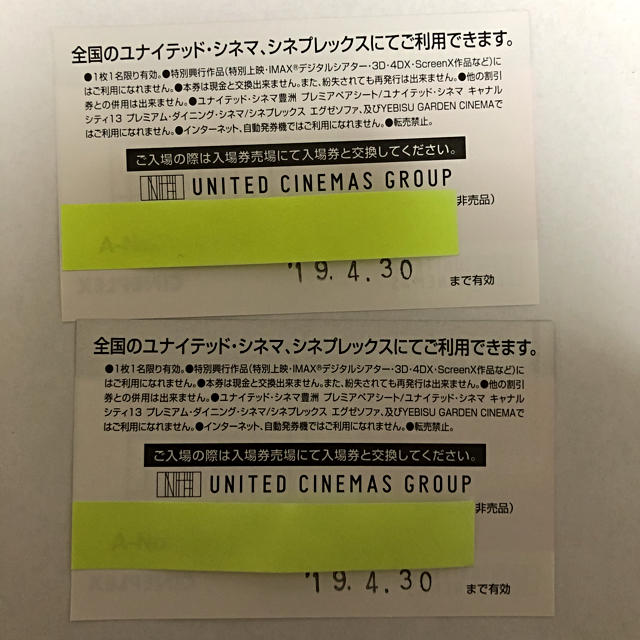 全国のユナイテッド・シネマ、シネプレックスにてご利用できます。
●1枚1名限り有効。●特別興行作品(特別上映・IMAX®デジタルシアター・3D・4DX・ScreenX作品など)に
はご利用になれません。●本券は現金と交換出来ません。また、紛失されても再発行は出来ません。●他の割引
券との併用は出来ません。●ユナイテッド・シネマ豊洲 プレミアペアシート/ユナイテッド・シネマ キャナル
シティ13 プレミアム・ダイニング・シネマ/シネプレックス エグゼソファ、及びYEBISU GARDEN CINEMAで
はご利用になれません。●インターネット、自動発券機ではご利用になれません。●転売禁止。
ご入場の際は入場券売場にて入場券と交換してください。
UNITED CINEMAS GROUP
非売品)
'19.4.30
まで有効
全国のユナイテッド・シネマ、シネプレックスにてご利用できます。
●1枚1名限り有効。●特別興行作品(特別上映・IMAX®デジタルシアター・3D・4DX・ScreenX作品など)に
はご利用になれません。●本券は現金と交換出来ません。また、紛失されても再発行は出来ません。●他の割引
券との併用は出来ません。●ユナイテッド・シネマ豊洲 プレミアペアシート/ユナイテッド・シネマ キャナル
シティ13 プレミアム・ダイニング・シネマ/シネプレックス エグゼソファ、及びYEBISU GARDEN CINEMAで
はご利用になれません。●インターネット、自動発券機ではご利用になれません。●転売禁止。
ご入場の際は入場券売場にて入場券と交換してください。
UNITED CINEMAS GROUP
非売品)
'19.4.30
まで有効